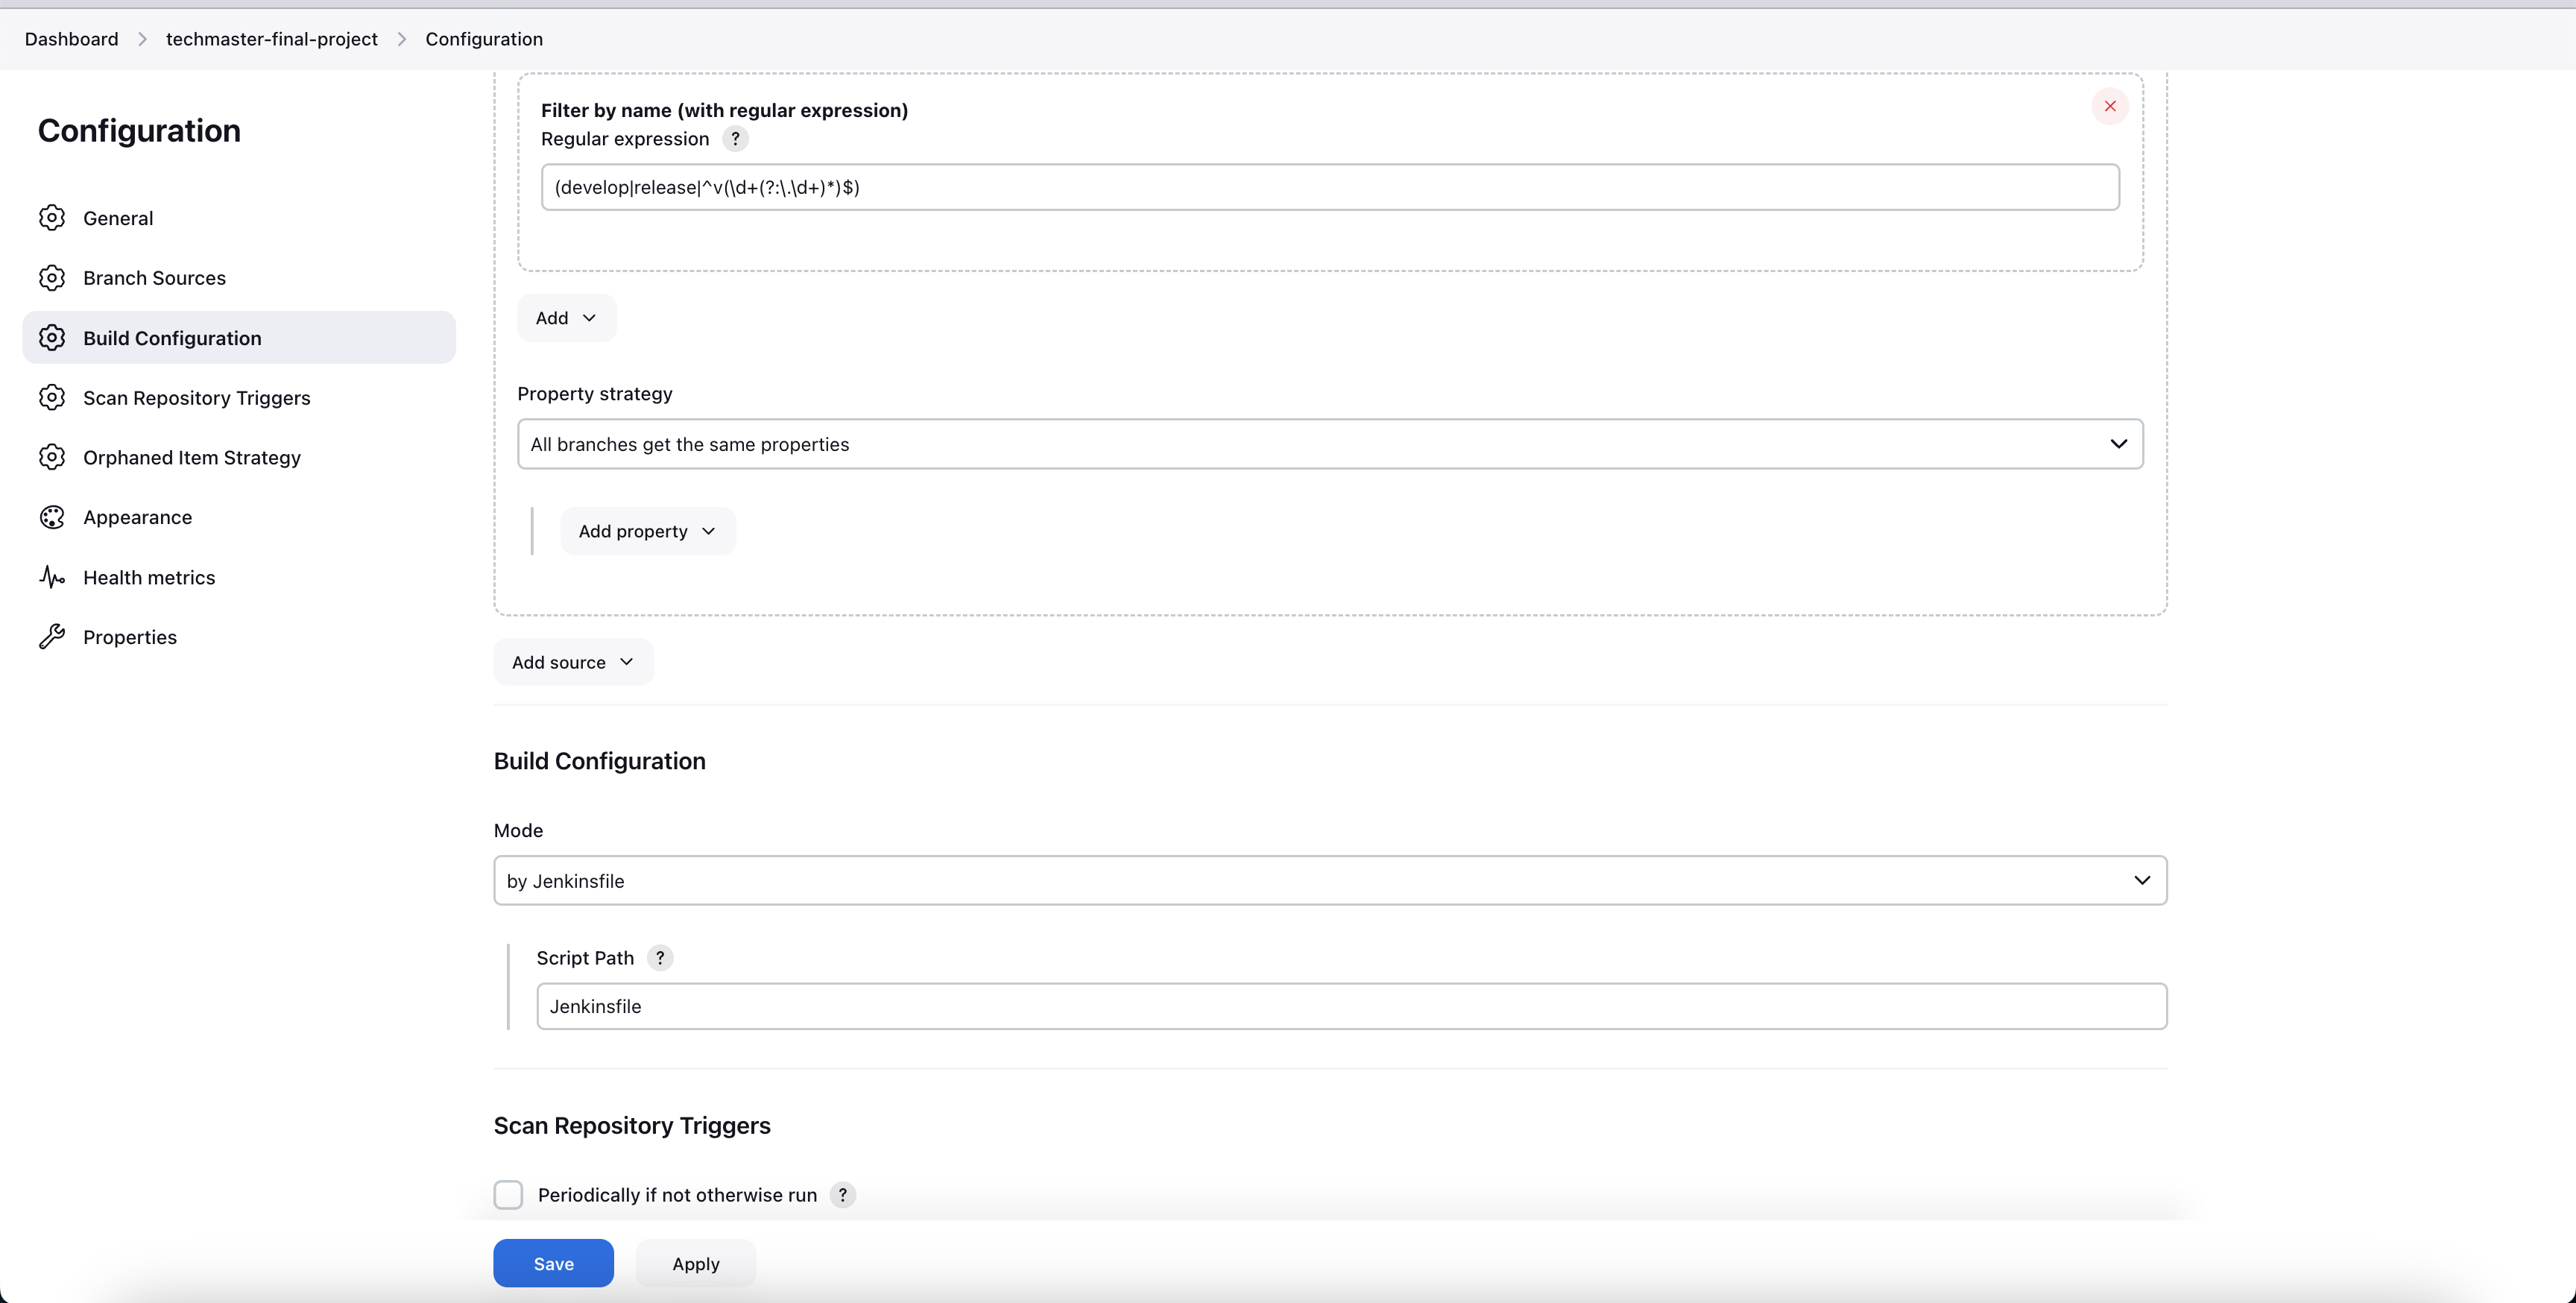 Dashboard
techmaster-final-project
Configuration
Configuration
General
Branch Sources
Build Configuration
Scan Repository Triggers
Orphaned Item Strategy
Appearance
Health metrics
Properties
Filter by name (with regular expression)
Regular expression ?
(develop|release|^v(\d+(?:\.\d+)*)$)
Add
Property strategy
All branches get the same properties
Add property
Add source
Build Configuration
Mode
by Jenkinsfile
Script Path ?
Jenkinsfile
Scan Repository Triggers
Periodically if not otherwise run ?
Save
Apply